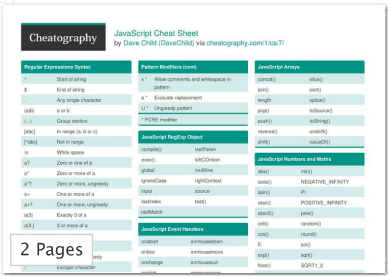 Cheatography
JavaScript Cheat Sheet
by Dave Child (DaveChild) via cheatography.com/1/cs/7/
Regular Expressions Syntax
^ Start of string
$ End of string
. Any single character
(a|b) a or b
(...) Group section
[abc] In range (a, b or c)
[^abc] Not in range
\s White space
a? Zero or one of a
a* Zero or more of a
a*? Zero or more, ungreedy
a+ One or more of a
a+? One or more, ungreedy
a{3} Exactly 3 of a
a{3,} 3 or more of a
Escape character
2 Pages
Pattern Modifiers (cont)
x * Allow comments and whitespace in
pattern
e * Evaluate replacement
U * Ungreedy pattern
* PCRE modifier
JavaScript RegExp Object
compile() lastParen
exec() leftContext
global multiline
ignoreCase rightContext
input source
lastIndex test()
lastMatch
JavaScript Event Handlers
onabort onmousedown
onblur onmousemove
onchange onmouseout
JavaScript Arrays
concat() slice()
join() sort()
length splice()
pop() toSource()
push() toString()
reverse() unshift()
shift() valueOf()
JavaScript Numbers and Maths
abs() min()
acos() NEGATIVE_INFINITY
asin() PI
atan() POSITIVE_INFINITY
atan2() pow()
ceil() random()
cos() round()
E sin()
exp() sqrt()
floor() SQRT1_2